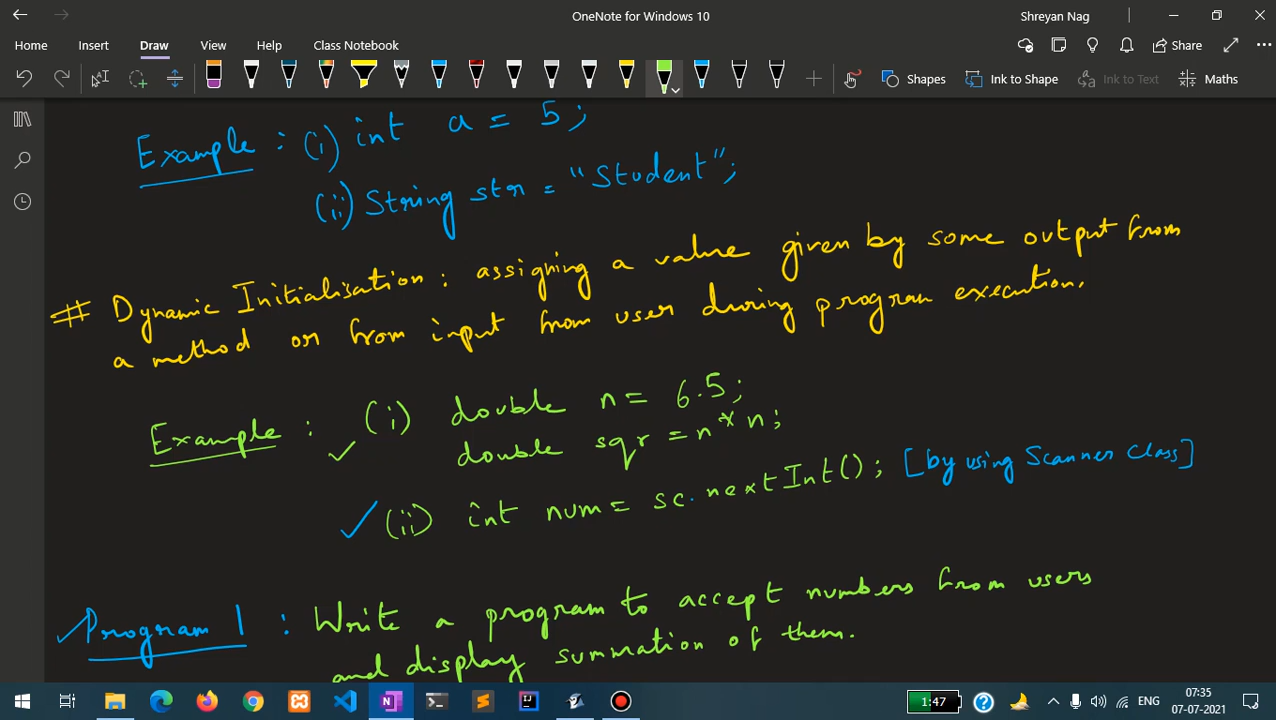 OneNote for Windows 10
Shreyan Nag
Home Insert Draw View Help Class Notebook
Share
Shapes Ink to Shape Ink to Text Maths
Example : (i) int a = 5;
(ii) String str = "Student";
# Dynamic Initialisation : assigning a value given by some output from
a method or from input from user during program execution.
Example : (i) double n = 6.5;
double sqr = n * n;
(ii) int num = sc.nextInt(); [by using Scanner Class]
Program 1 : Write a program to accept numbers from users
and display summation of them.
1:47
ENG
07:35
07-07-2021